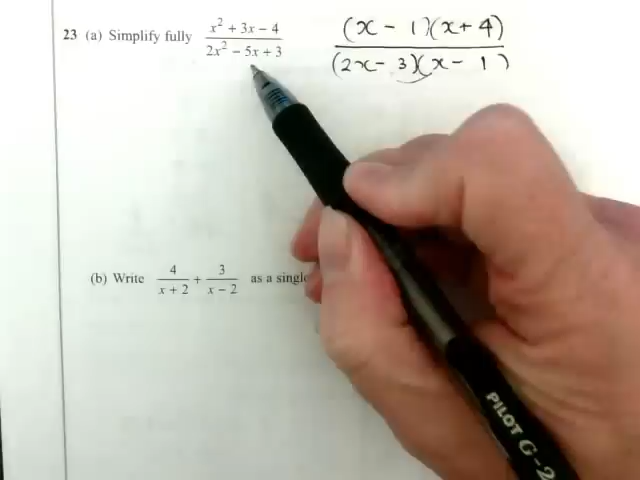 23 (a) Simplify fully (x² + 3x − 4)/(2x² − 5x + 3)
(x − 1)(x + 4)
(2x − 3)(x − 1)
(b) Write 4/(x + 2) + 3/(x − 2) as a single
PILOT G-2